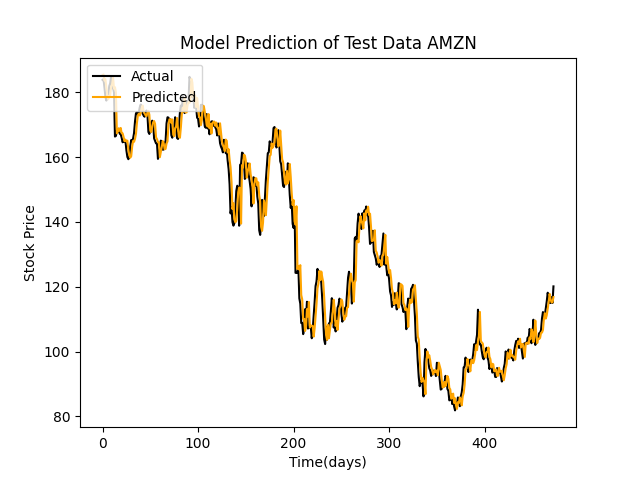 Model Prediction of Test Data AMZN
Actual
Predicted
Stock Price
180
160
140
120
100
80
0 100 200 300 400
Time(days)